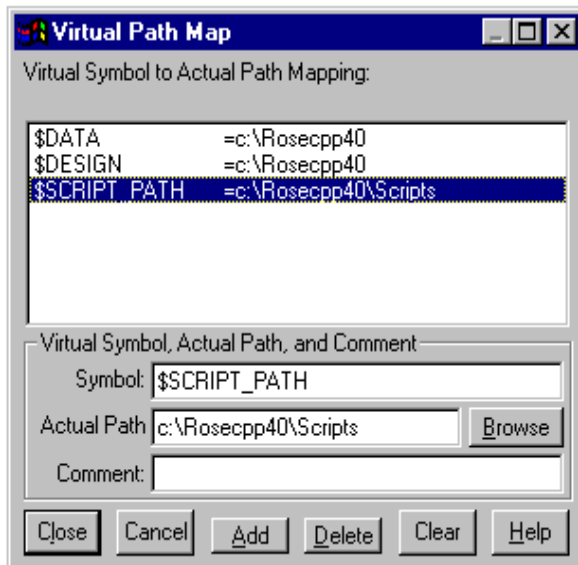 Virtual Path Map
Virtual Symbol to Actual Path Mapping:
$DATA =c:\Rosecpp40
$DESIGN =c:\Rosecpp40
$SCRIPT_PATH =c:\Rosecpp40\Scripts
Virtual Symbol, Actual Path, and Comment
Symbol: $SCRIPT_PATH
Actual Path c:\Rosecpp40\Scripts Browse
Comment:
Close Cancel Add Delete Clear Help